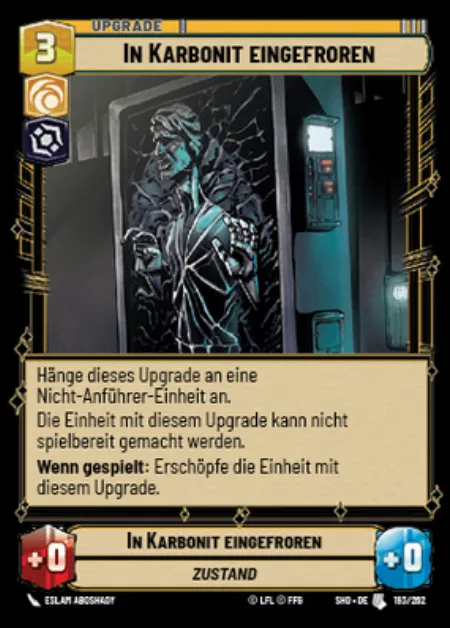 UPGRADE
3
IN KARBONIT EINGEFROREN
Hänge dieses Upgrade an eine
Nicht-Anführer-Einheit an.
Die Einheit mit diesem Upgrade kann nicht
spielbereit gemacht werden.
Wenn gespielt: Erschöpfe die Einheit mit
diesem Upgrade.
+0
IN KARBONIT EINGEFROREN
+0
ZUSTAND
ESLAM ABOSHADY
© LFL © FFG
SHD • DE
193/262